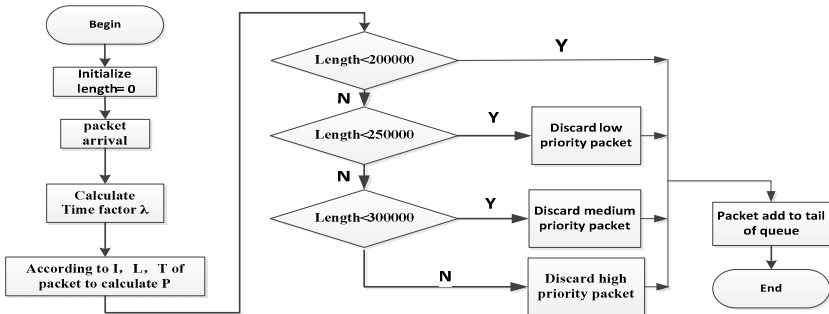 Begin
Initialize
length=0
packet
arrival
Calculate
Time factor λ
According to I，L，T of
packet to calculate P
Length<200000
Y
N
Length<250000
Y
Discard low
priority packet
N
Length<300000
Y
Discard medium
priority packet
N
Discard high
priority packet
Packet add to tail
of queue
End